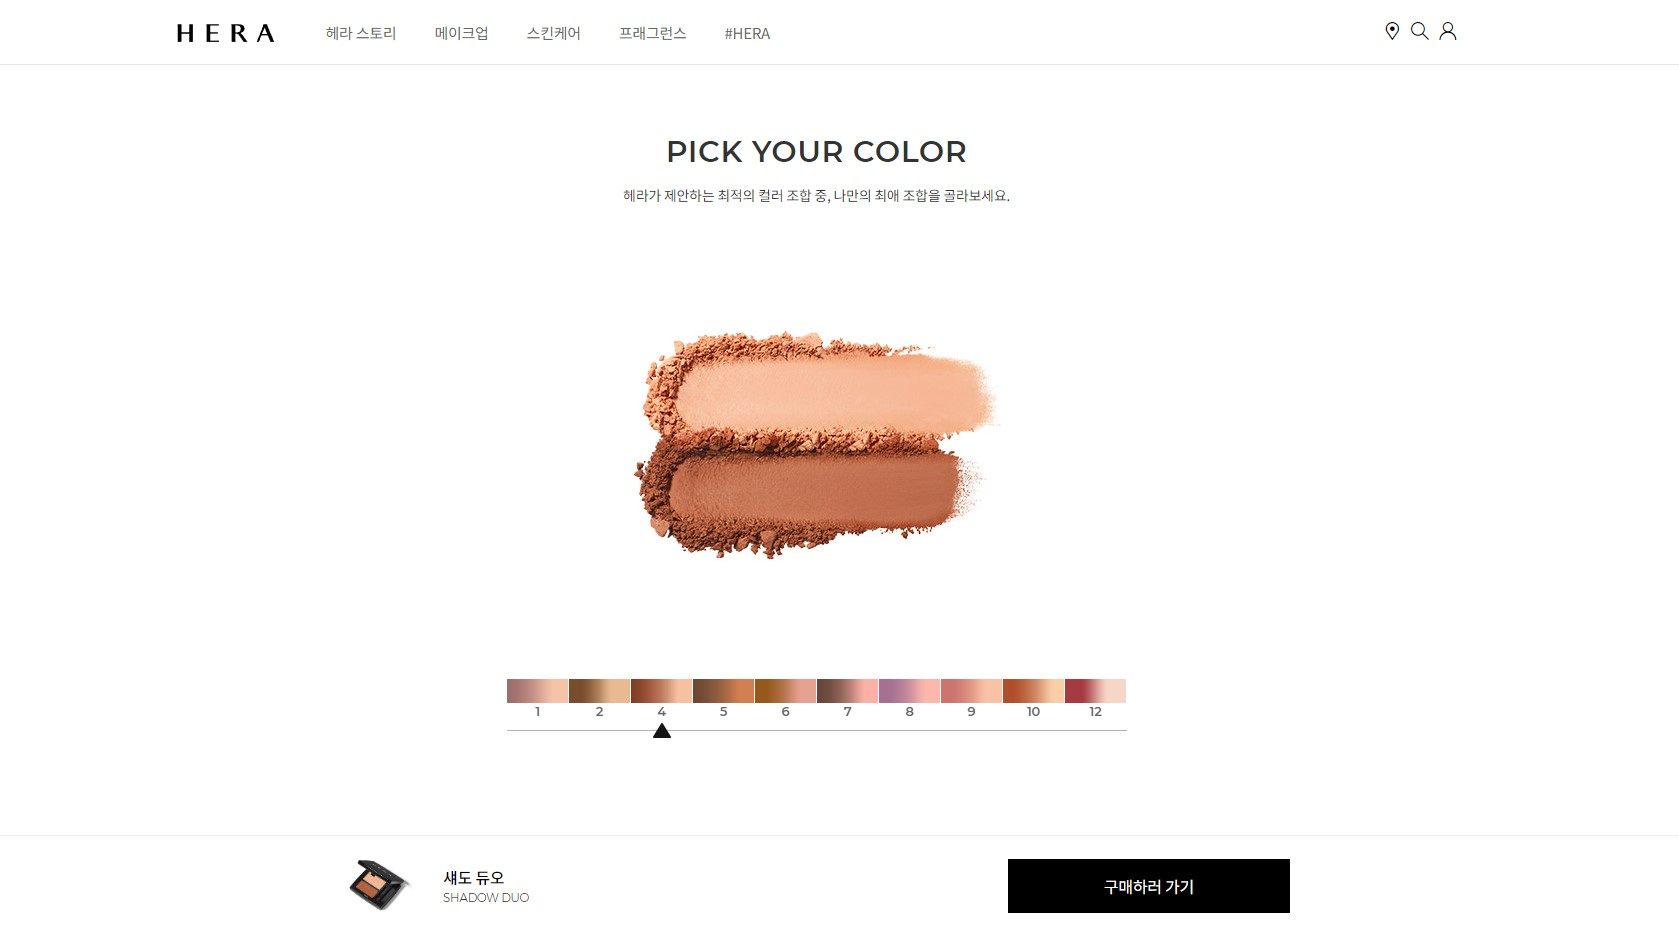 HERA 헤라 스토리 메이크업 스킨케어 프래그런스 #HERA
PICK YOUR COLOR
헤라가 제안하는 최적의 컬러 조합 중, 나만의 최애 조합을 골라보세요.
1 2 4 5 6 7 8 9 10 12
섀도 듀오
SHADOW DUO
구매하러 가기